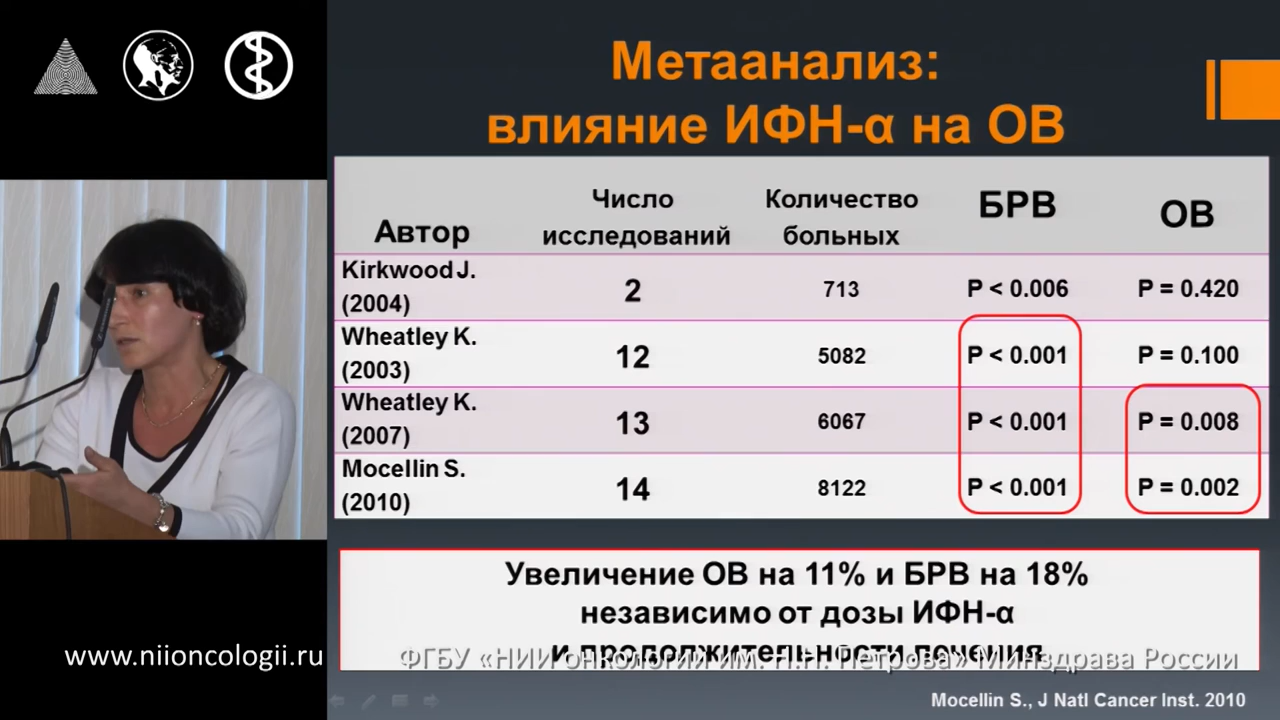 Метаанализ:
влияние ИФН-α на ОВ
Автор
Число
исследований
Количество
больных
БРВ
ОВ
Kirkwood J.
(2004)
2
713
P < 0.006
P = 0.420
Wheatley K.
(2003)
12
5082
P < 0.001
P = 0.100
Wheatley K.
(2007)
13
6067
P < 0.001
P = 0.008
Mocellin S.
(2010)
14
8122
P < 0.001
P = 0.002
Увеличение ОВ на 11% и БРВ на 18%
независимо от дозы ИФН-α
и продолжительности лечения
www.niioncologii.ru
ФГБУ «НИИ онкологии им. Н.Н. Петрова» Минздрава России
Mocellin S., J Natl Cancer Inst. 2010